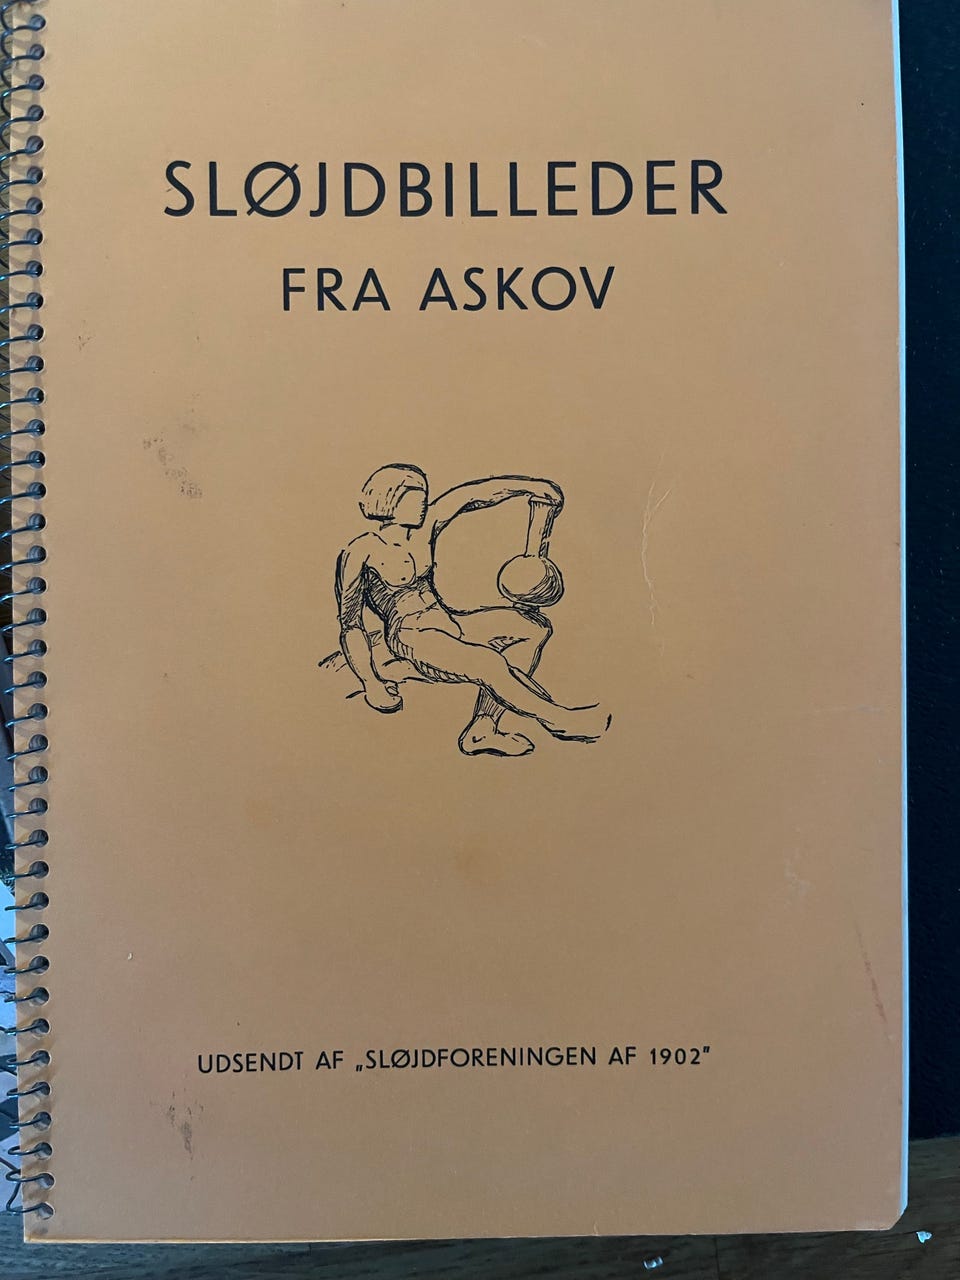 SLØJDBILLEDER
FRA ASKOV
UDSENDT AF „SLØJDFORENINGEN AF 1902”